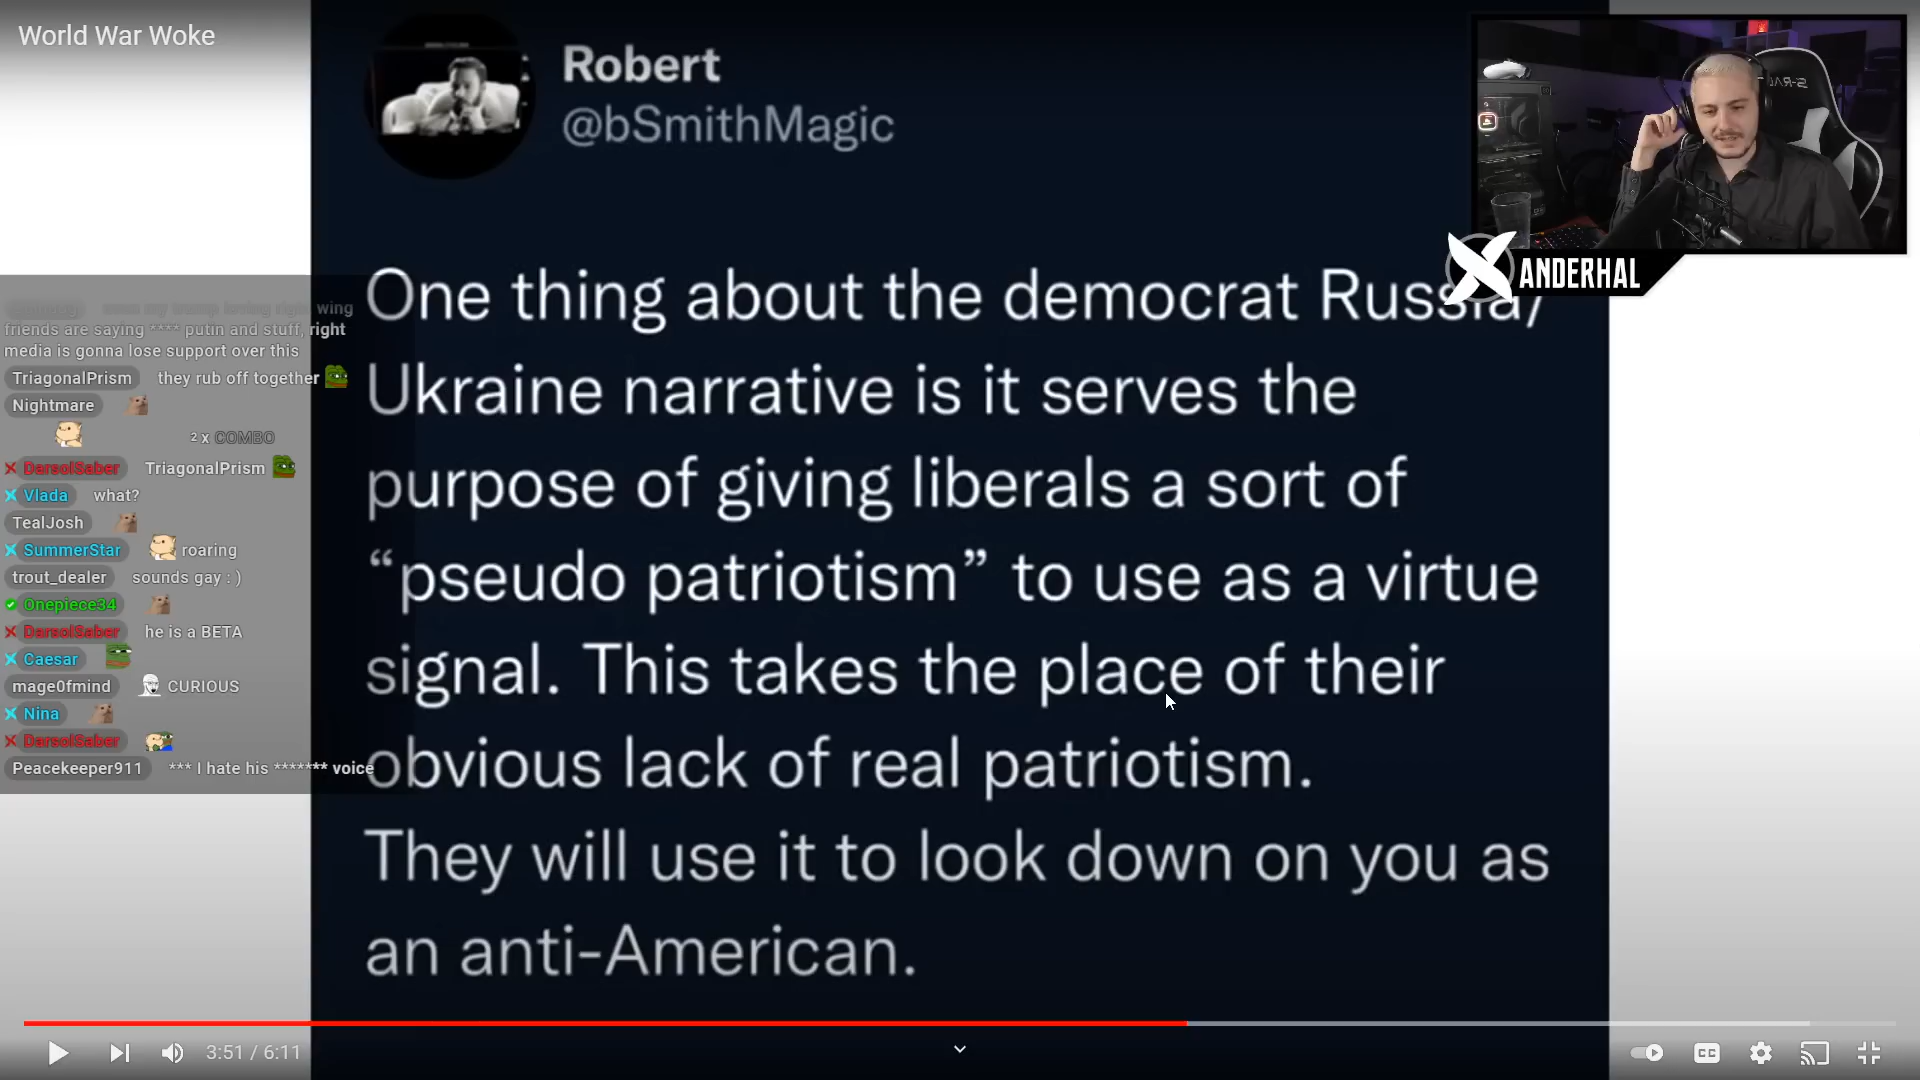 World War Woke
Robert
@bSmithMagic
One thing about the democrat Russia/
Ukraine narrative is it serves the
purpose of giving liberals a sort of
“pseudo patriotism” to use as a virtue
signal. This takes the place of their
obvious lack of real patriotism.
They will use it to look down on you as
an anti-American.
XANDERHAL
wing
friends are saying **** putin and stuff, right
media is gonna lose support over this
TriagonalPrism they rub off together
Nightmare
2 x COMBO
DarsolSaber TriagonalPrism
Vlada what?
TealJosh
SummerStar roaring
trout_dealer sounds gay : )
Onepiece34
DarsolSaber he is a BETA
Caesar
mage0fmind CURIOUS
Nina
DarsolSaber
Peacekeeper911 *** I hate his ******* voice
3:51 / 6:11
CC